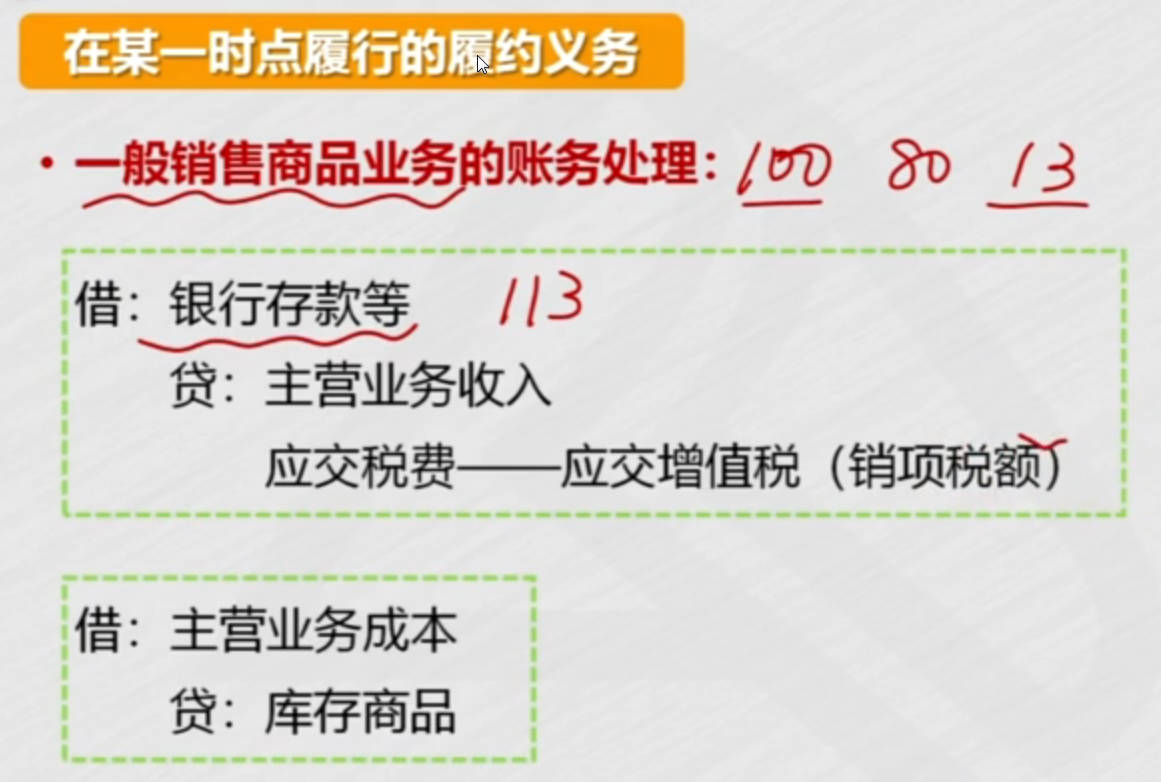 在某一时点履行的履约义务
• 一般销售商品业务的账务处理：100 80 13
借：银行存款等 113
贷：主营业务收入
应交税费——应交增值税（销项税额）
借：主营业务成本
贷：库存商品